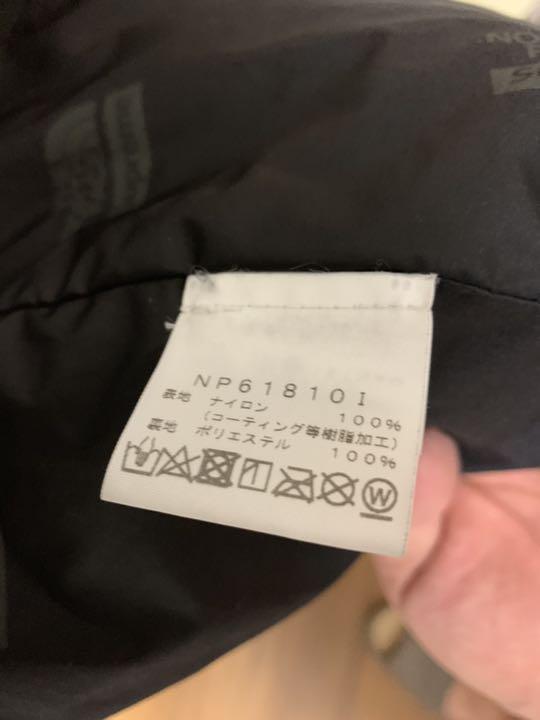 NP61810I
表地 ナイロン 100%
(コーティング等樹脂加工)
裏地 ポリエステル 100%
W